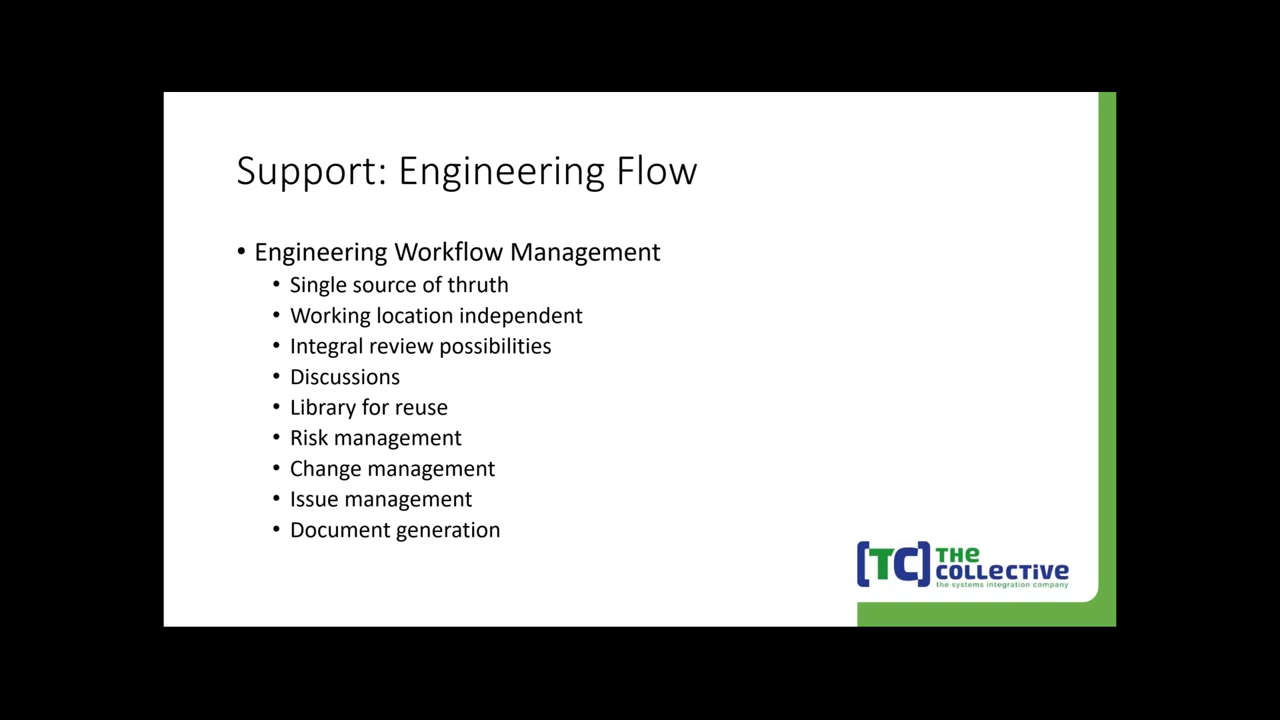 Support: Engineering Flow
• Engineering Workflow Management
• Single source of thruth
• Working location independent
• Integral review possibilities
• Discussions
• Library for reuse
• Risk management
• Change management
• Issue management
• Document generation
[TC] THE COLLECTIVE
the systems integration company